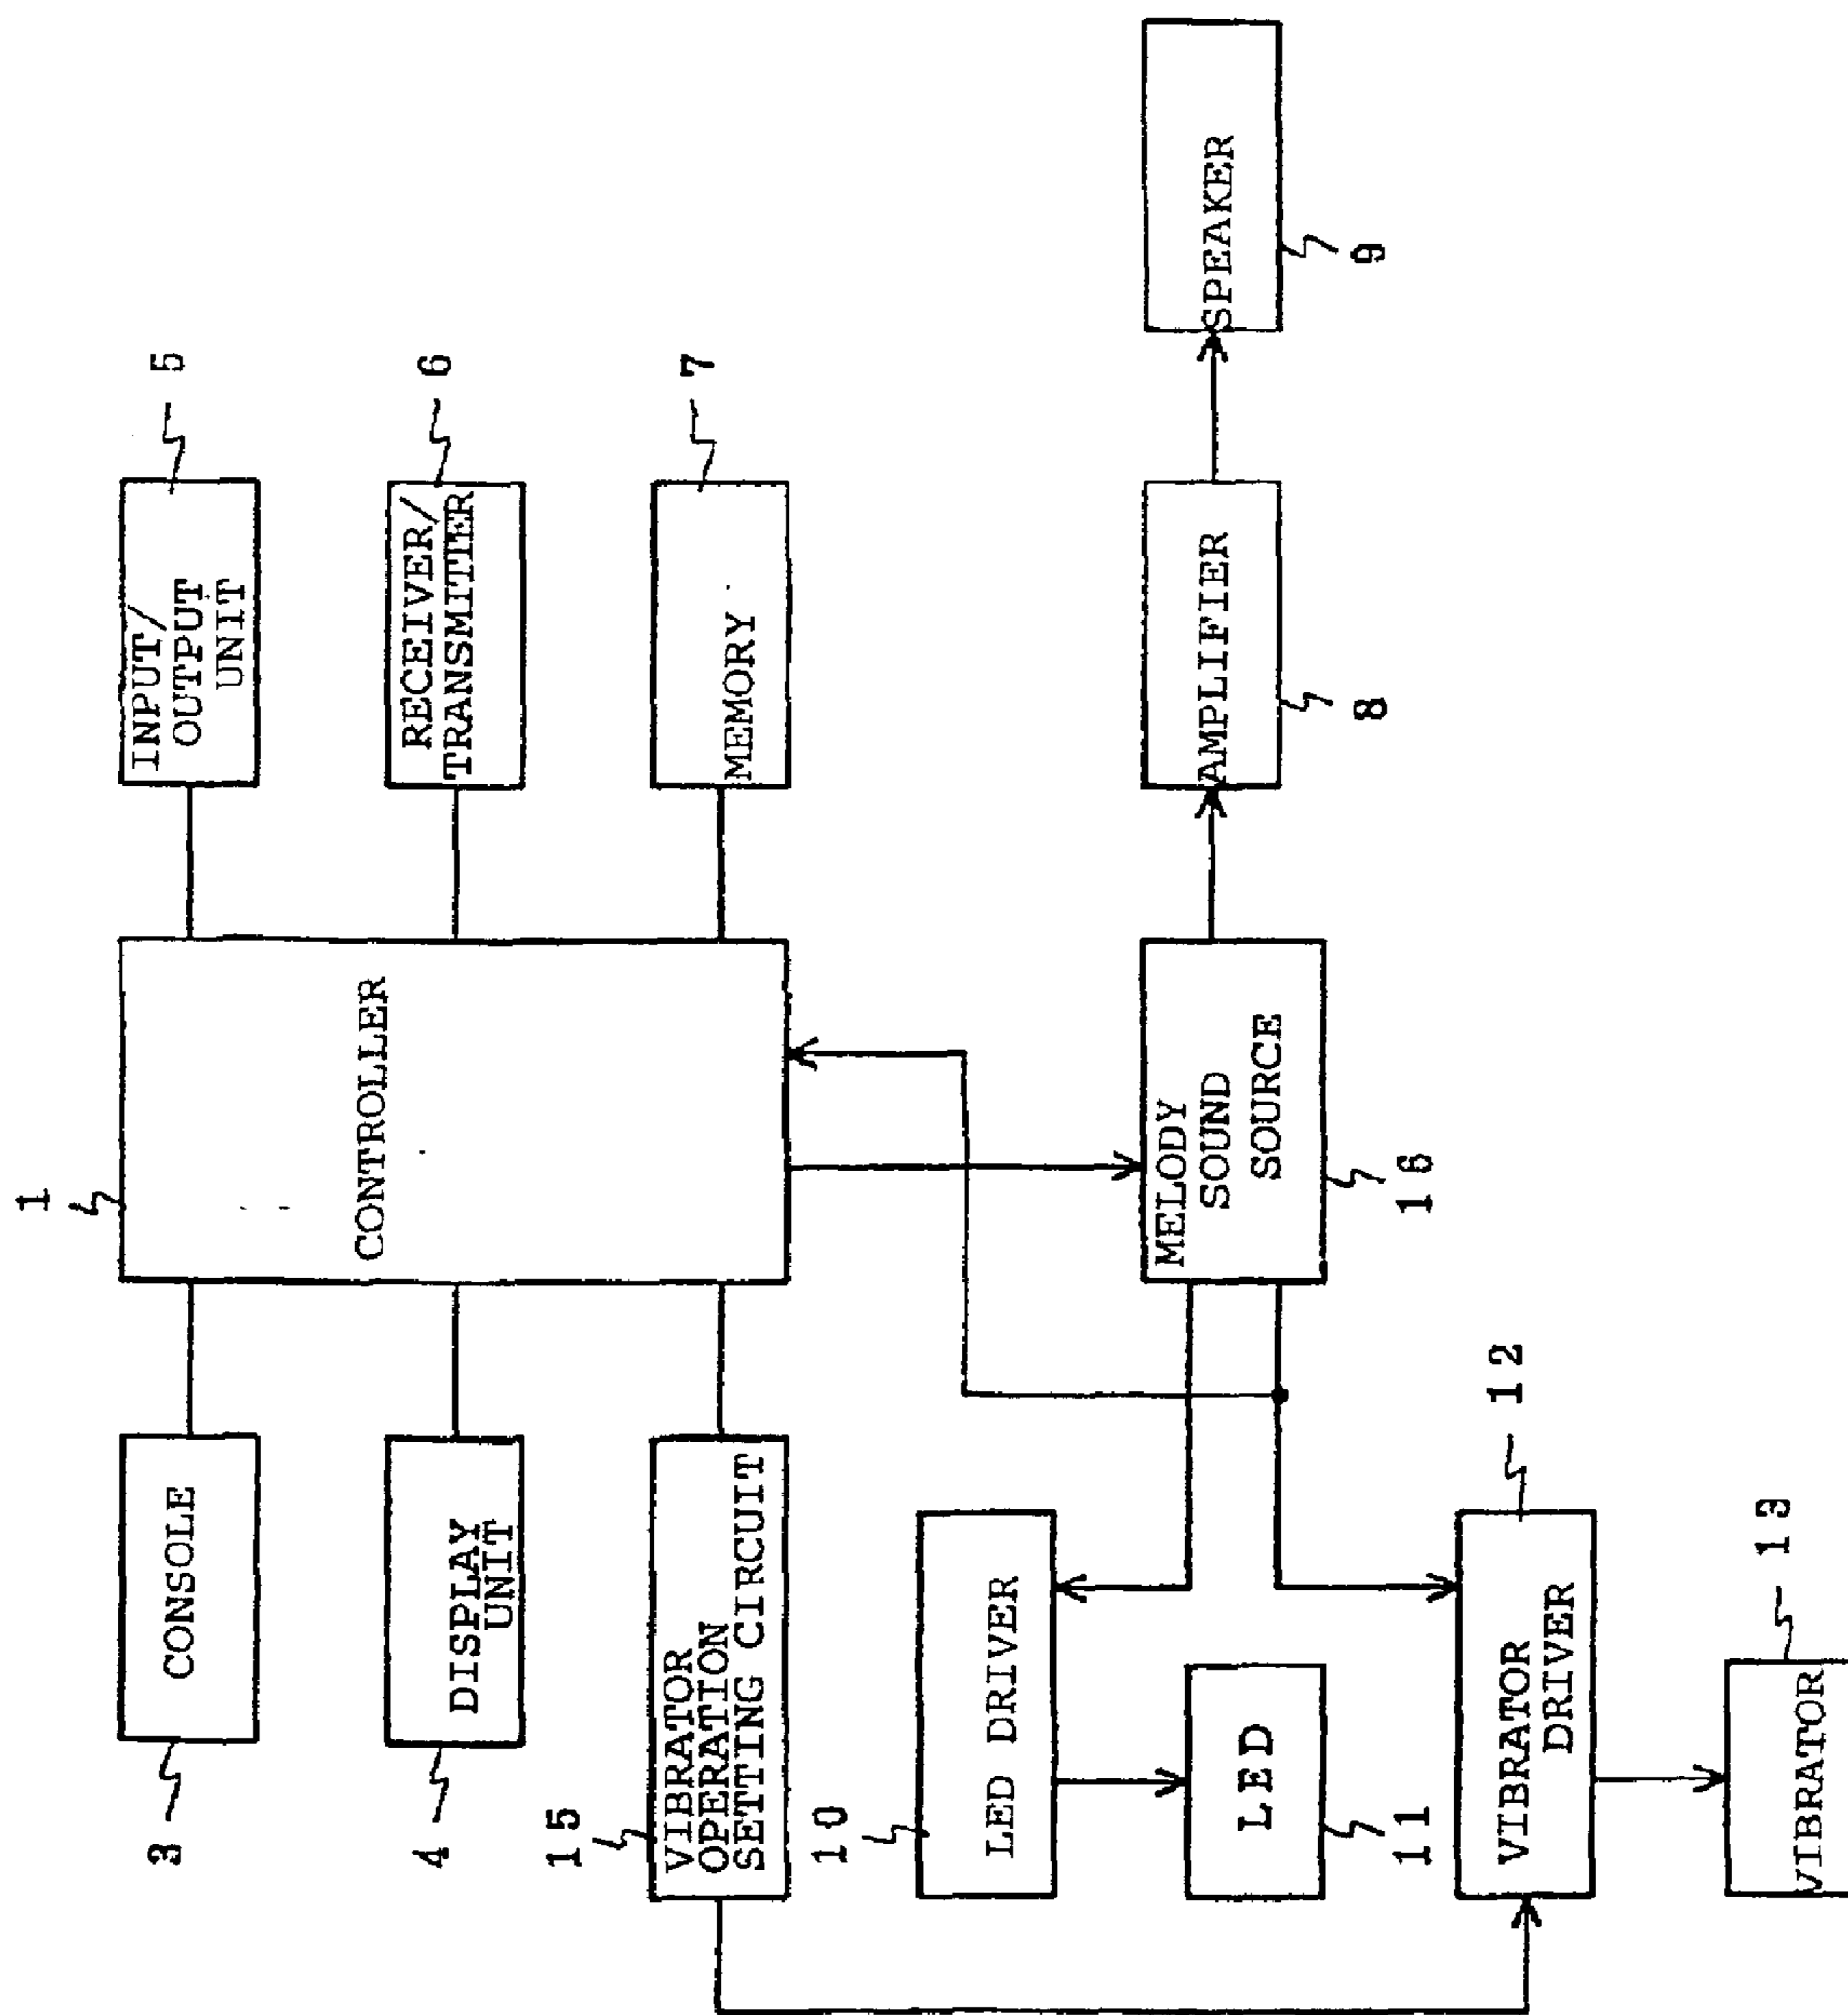 1
3
CONSOLE
CONTROLLER
INPUT/
OUTPUT
UNIT
5
4
DISPLAY
UNIT
RECEIVER/
TRANSMITTER
6
15
VIBRATOR
OPERATION
SETTING CIRCUIT
MEMORY
7
10
LED DRIVER
LED
11
MELODY
SOUND
SOURCE
16
AMPLIFIER
8
SPEAKER
9
VIBRATOR
DRIVER
12
VIBRATOR
13